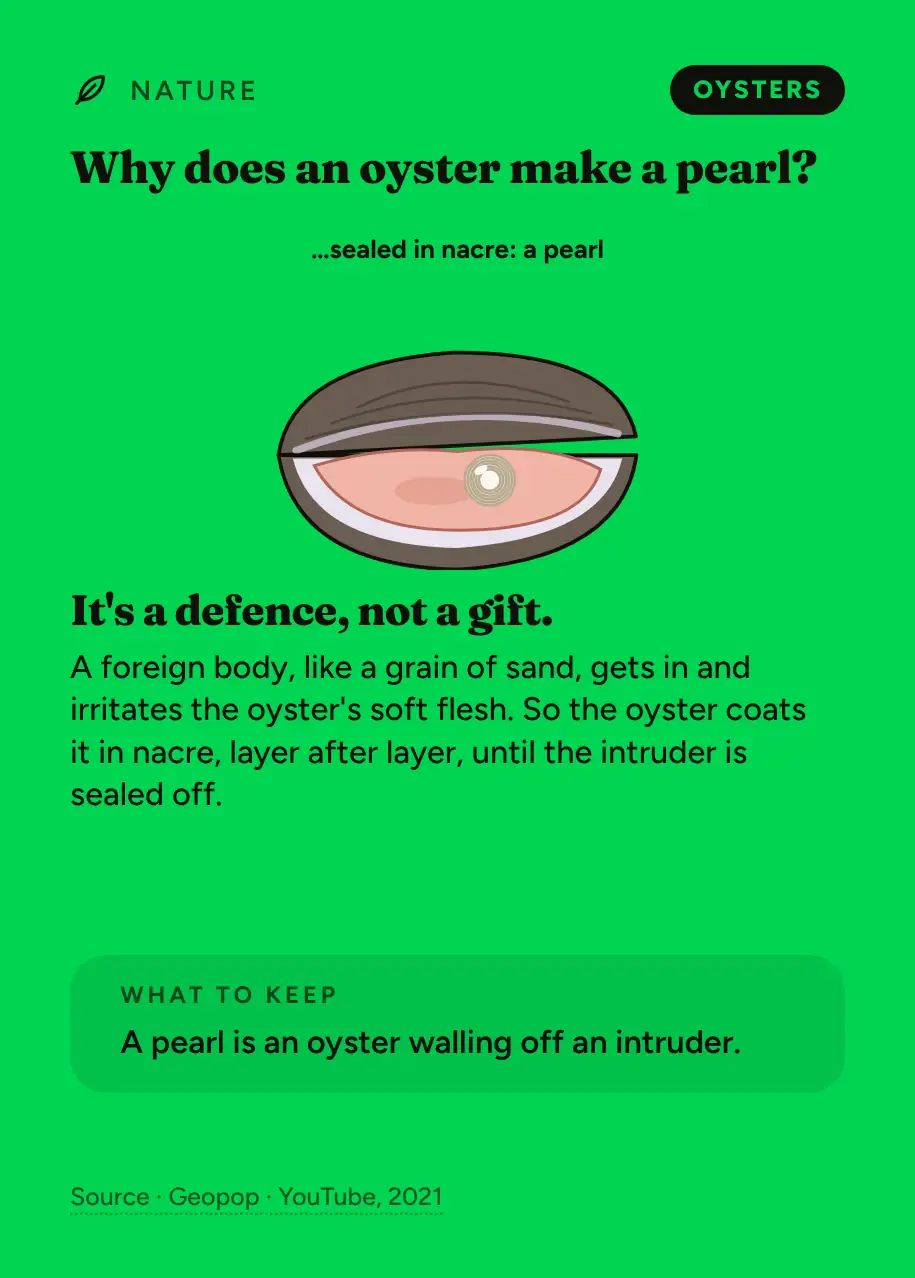 NATURE
OYSTERS
Why does an oyster make a pearl?
...sealed in nacre: a pearl
It's a defence, not a gift.
A foreign body, like a grain of sand, gets in and
irritates the oyster's soft flesh. So the oyster coats
it in nacre, layer after layer, until the intruder is
sealed off.
WHAT TO KEEP
A pearl is an oyster walling off an intruder.
Source · Geopop · YouTube, 2021